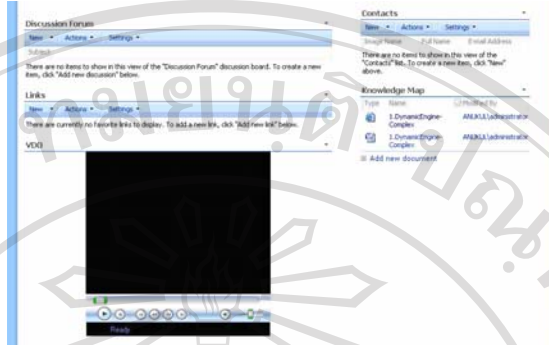 Discussion Forum
New Actions Settings
Subject
There are no items to show in this view of the "Discussion Forum" discussion board. To create a new
item, click "Add new discussion" below.
Links
New Actions Settings
There are currently no favorite links to display. To add a new link, click "Add new link" below.
VDO
Ready
Contacts
New Actions Settings
Image Name Full Name E-mail Address
There are no items to show in this view of the
"Contacts" list. To create a new item, click "New"
above.
Knowledge Map
Type Name Modified By
1.DynamicEngine-
Complex
ANUKUL\administrator
1.DynamicEngine-
Complex
ANUKUL\administrator
Add new document